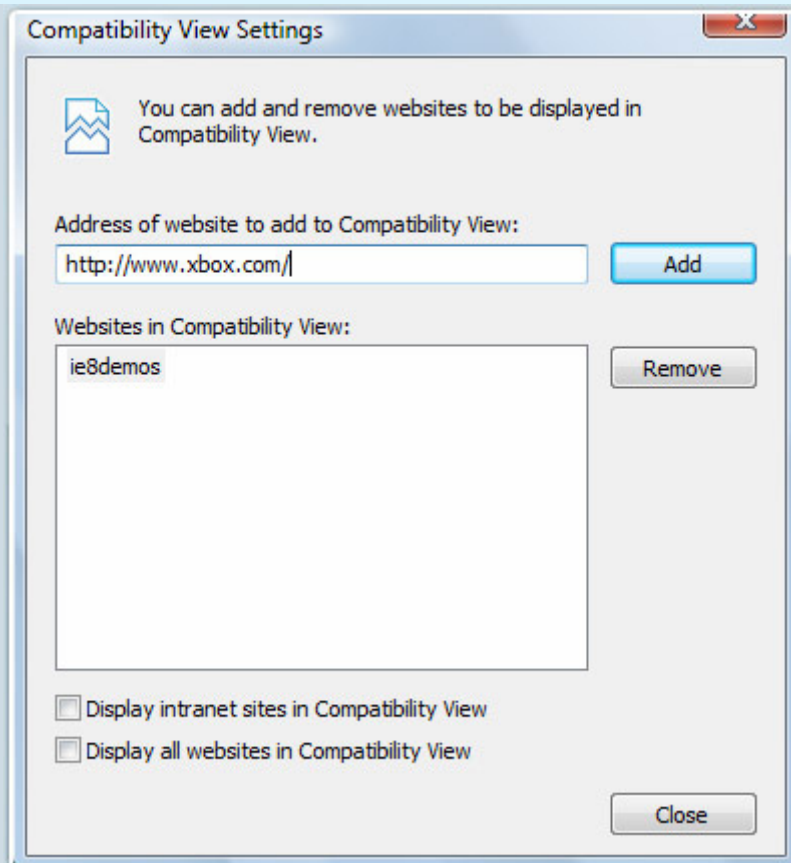 Compatibility View Settings
You can add and remove websites to be displayed in
Compatibility View.
Address of website to add to Compatibility View:
http://www.xbox.com/
Add
Websites in Compatibility View:
ie8demos
Remove
Display intranet sites in Compatibility View
Display all websites in Compatibility View
Close